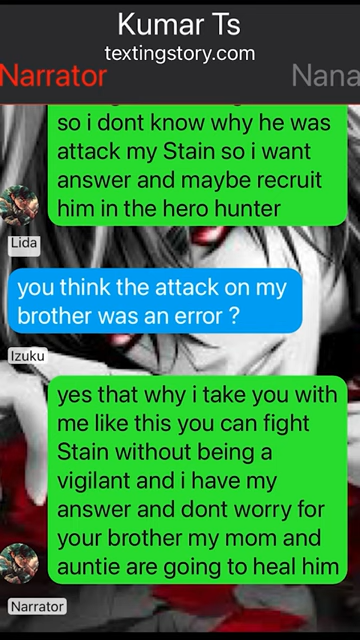 Kumar Ts
textingstory.com
Narrator
Nana
so i dont know why he was
attack my Stain so i want
answer and maybe recruit
him in the hero hunter
Lida
you think the attack on my
brother was an error ?
Izuku
yes that why i take you with
me like this you can fight
Stain without being a
vigilant and i have my
answer and dont worry for
your brother my mom and
auntie are going to heal him
Narrator